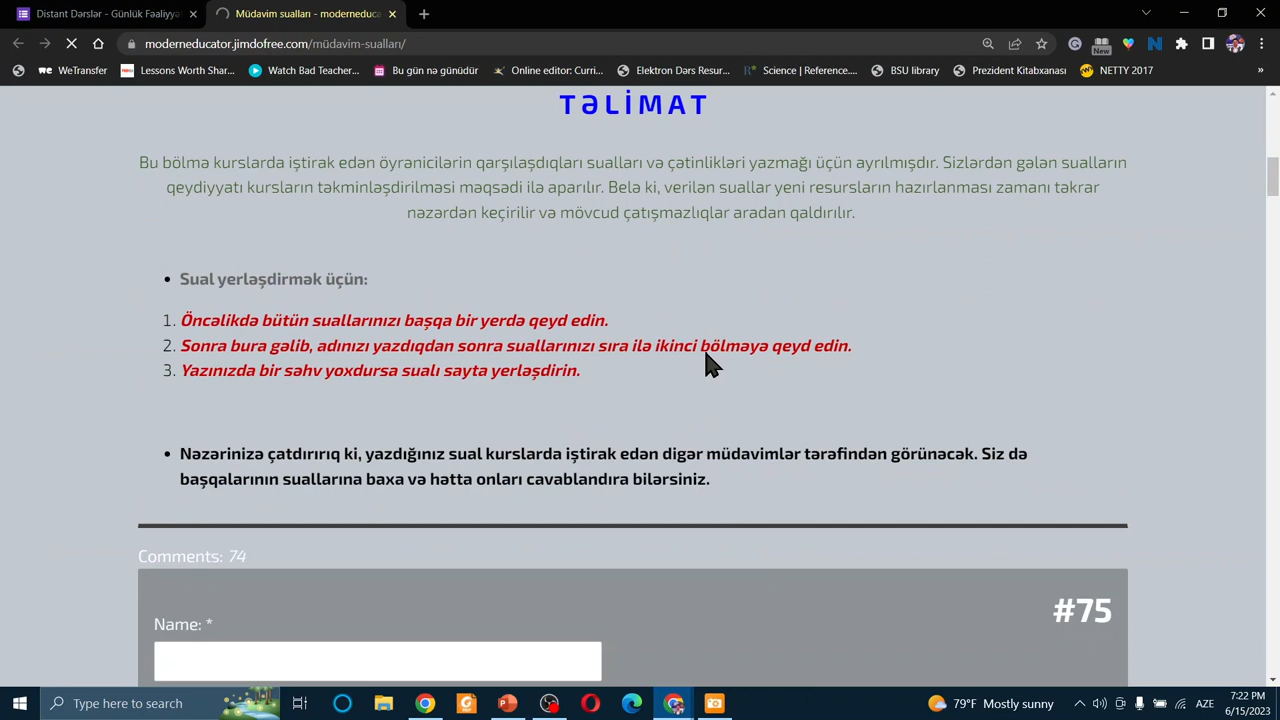 Distant Dərslər - Günlük Fəaliyyə
Müdavim sualları - moderneduca
moderneducator.jimdofree.com/müdavim-sualları/
New
WeTransfer
Lessons Worth Shar...
Watch Bad Teacher...
Bu gün nə günüdür
Online editor: Curri...
Elektron Dərs Resur...
Science | Reference....
BSU library
Prezident Kitabxanası
NETTY 2017
TƏLİMAT
Bu bölmə kurslarda iştirak edən öyrənicilərin qarşılaşdıqları sualları və çətinlikləri yazmağı üçün ayrılmışdır. Sizlərdən gələn sualların
qeydiyyatı kursların təkminləşdirilməsi məqsədi ilə aparılır. Belə ki, verilən suallar yeni resursların hazırlanması zamanı təkrar
nəzərdən keçirilir və mövcud çatışmazlıqlar aradan qaldırılır.
Sual yerləşdirmək üçün:
1. Öncəlikdə bütün suallarınızı başqa bir yerdə qeyd edin.
2. Sonra bura gəlib, adınızı yazdıqdan sonra suallarınızı sıra ilə ikinci bölməyə qeyd edin.
3. Yazınızda bir səhv yoxdursa sualı sayta yerləşdirin.
Nəzərinizə çatdırırıq ki, yazdığınız sual kurslarda iştirak edən digər müdavimlər tərəfindən görünəcək. Siz də
başqalarının suallarına baxa və hətta onları cavablandıra bilərsiniz.
Comments: 74
#75
Name: *
Type here to search
79°F Mostly sunny
AZE
7:22 PM
6/15/2023